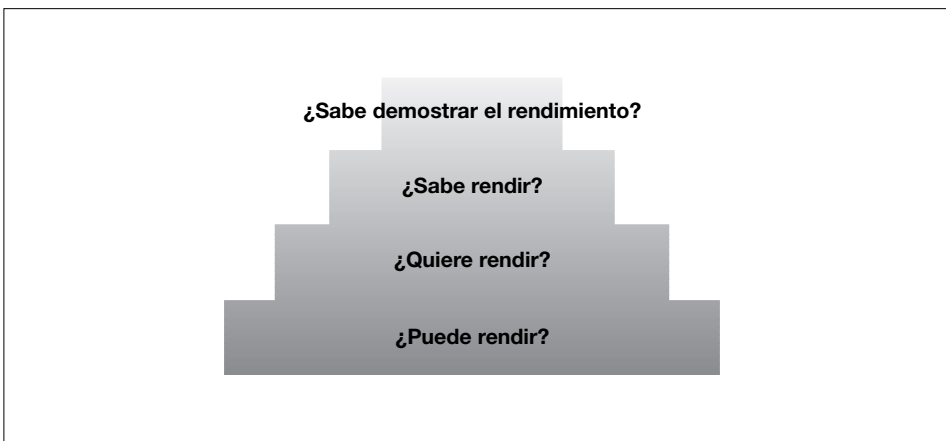 ¿Sabe demostrar el rendimiento?
¿Sabe rendir?
¿Quiere rendir?
¿Puede rendir?